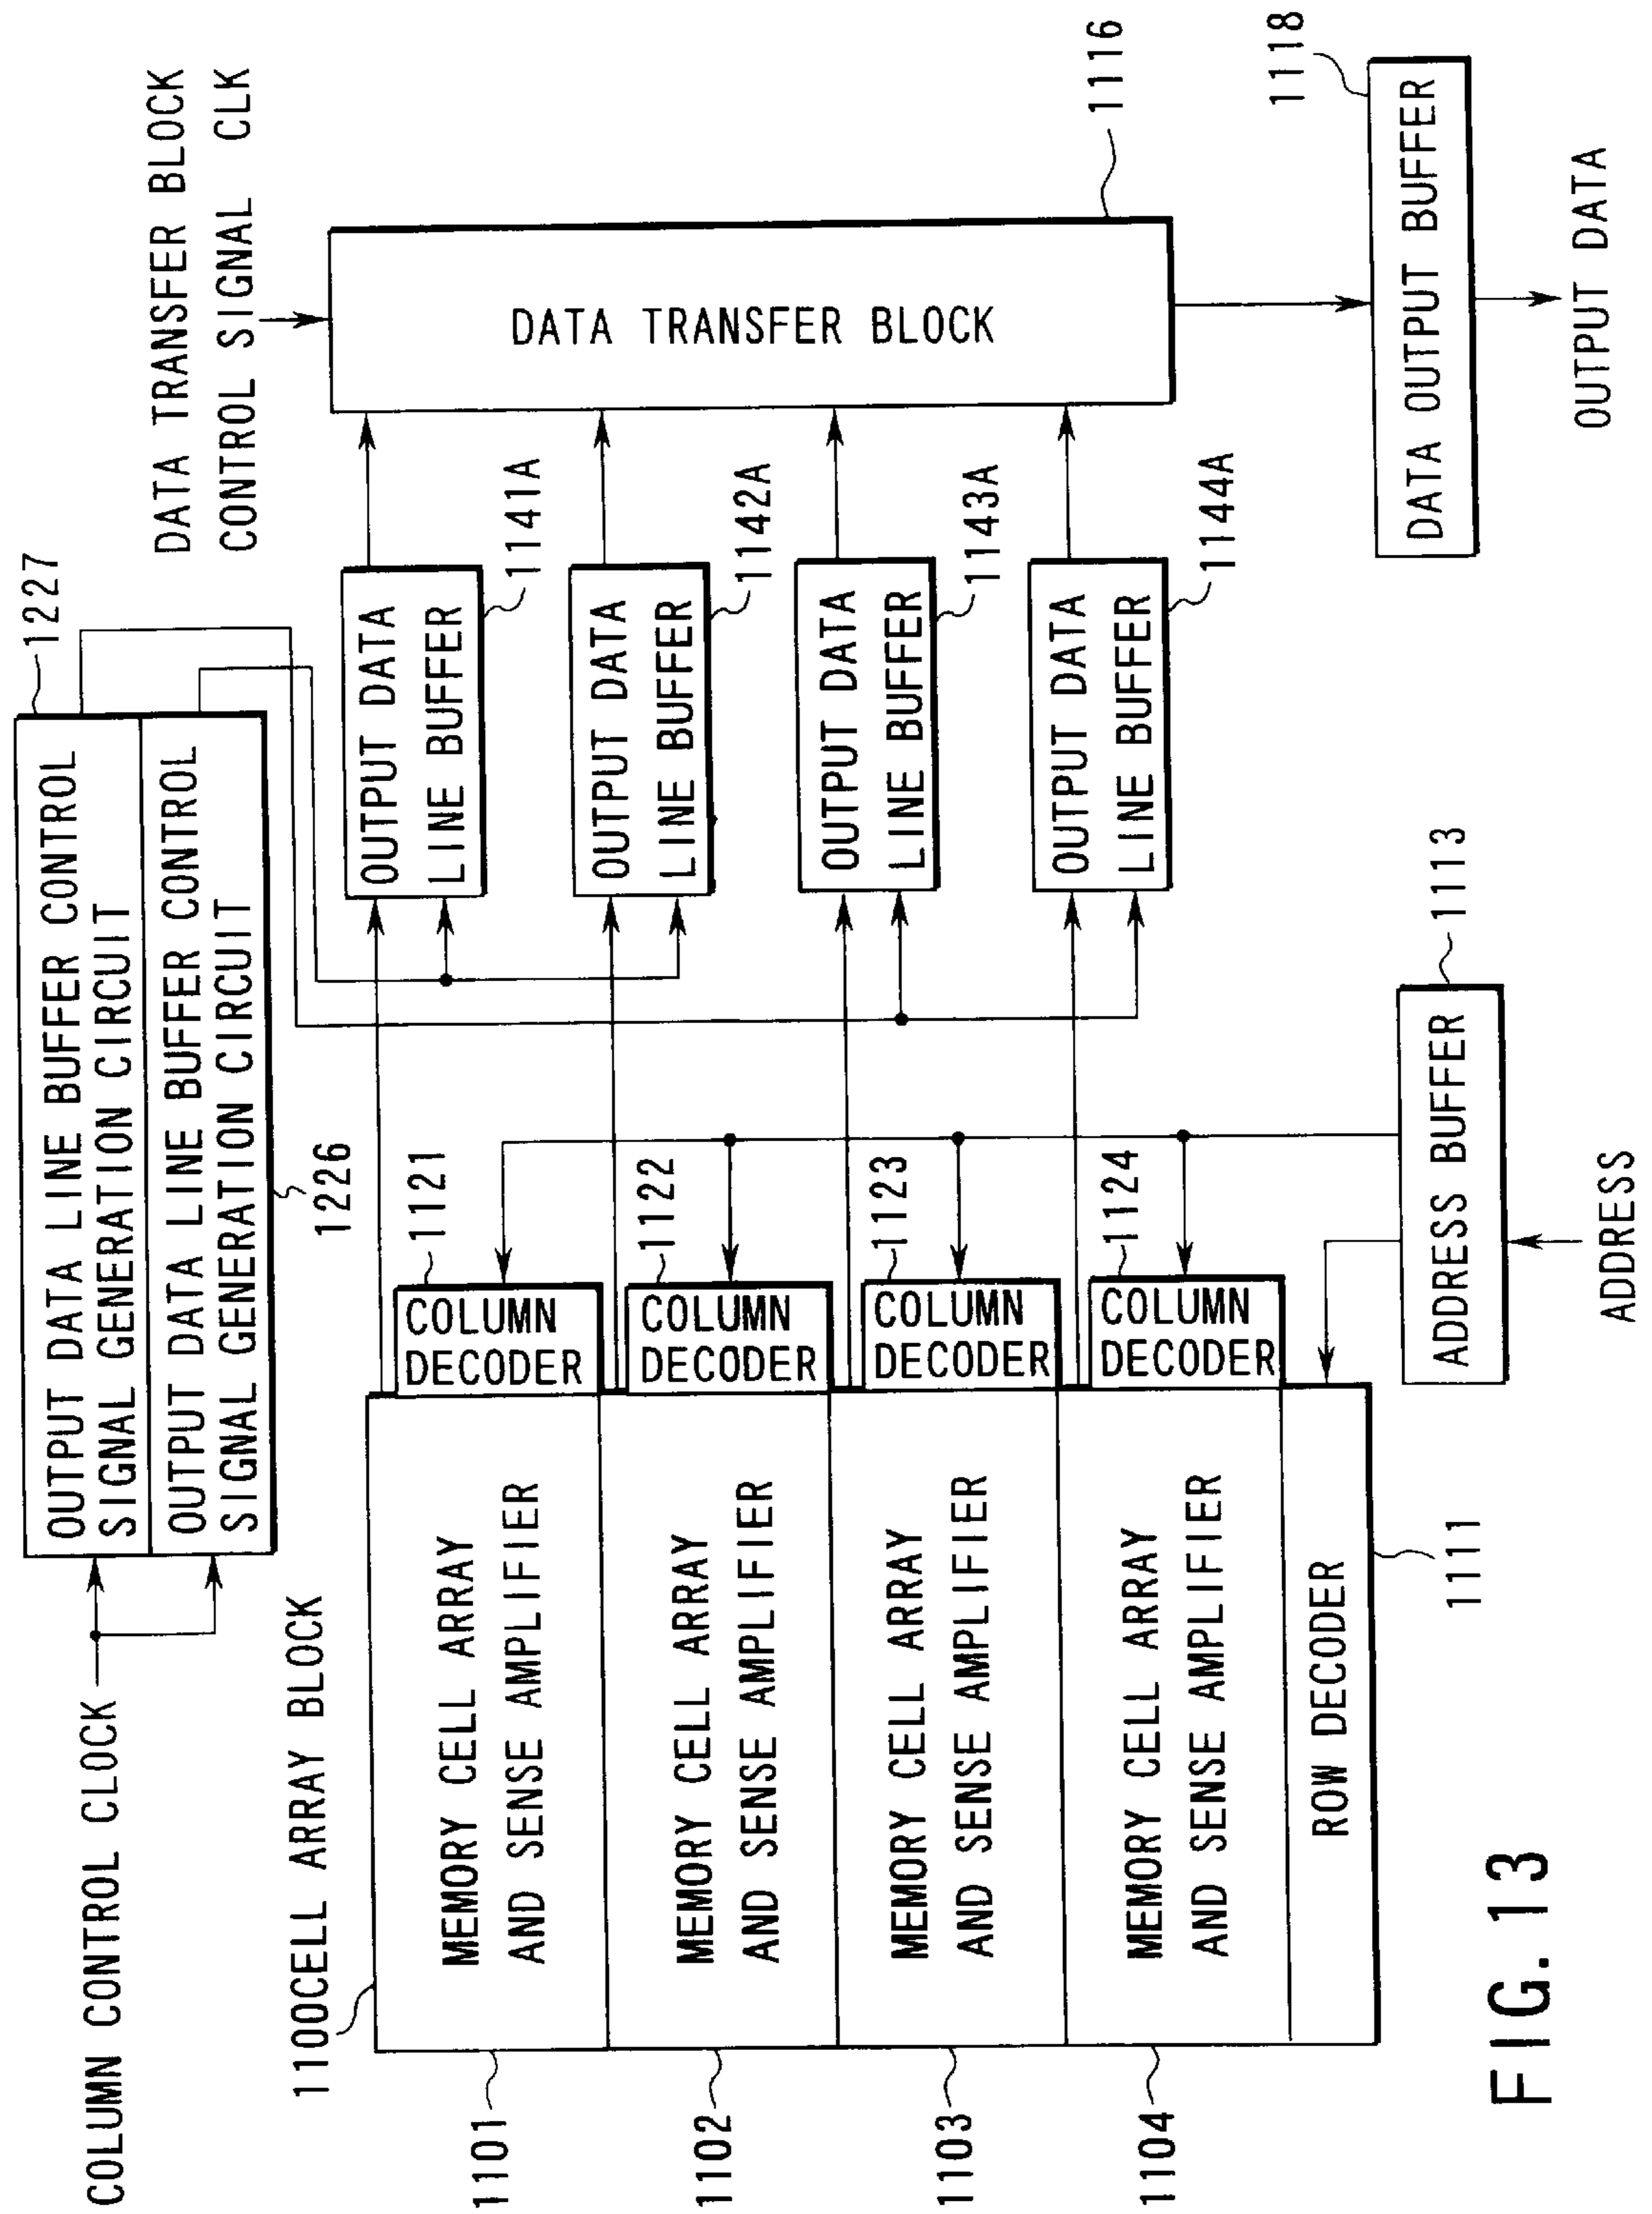 COLUMN CONTROL CLOCK
OUTPUT DATA LINE BUFFER CONTROL
SIGNAL GENERATION CIRCUIT
1227
OUTPUT DATA LINE BUFFER CONTROL
SIGNAL GENERATION CIRCUIT
1226
DATA TRANSFER BLOCK
CONTROL SIGNAL CLK
1100CELL ARRAY BLOCK
1101
MEMORY CELL ARRAY
AND SENSE AMPLIFIER
COLUMN
DECODER
1121
OUTPUT DATA
LINE BUFFER
1141A
1102
MEMORY CELL ARRAY
AND SENSE AMPLIFIER
COLUMN
DECODER
1122
OUTPUT DATA
LINE BUFFER
1142A
DATA TRANSFER BLOCK
1116
1103
MEMORY CELL ARRAY
AND SENSE AMPLIFIER
COLUMN
DECODER
1123
OUTPUT DATA
LINE BUFFER
1143A
1104
MEMORY CELL ARRAY
AND SENSE AMPLIFIER
COLUMN
DECODER
1124
OUTPUT DATA
LINE BUFFER
1144A
ROW DECODER
1111
ADDRESS BUFFER
1113
ADDRESS
DATA OUTPUT BUFFER
1118
OUTPUT DATA
FIG. 13